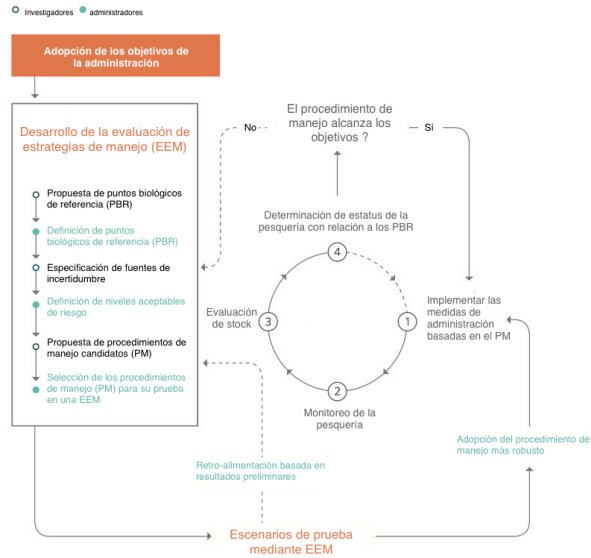 Investigadores administradores
Adopción de los objetivos de
la administración
Desarrollo de la evaluación de
estrategias de manejo (EEM)
Propuesta de puntos biológicos
de referencia (PBR)
Definición de puntos
biológicos de referencia (PBR)
Especificación de fuentes de
incertidumbre
Definición de niveles aceptables
de riesgo
Propuesta de procedimientos de
manejo candidatos (PM)
Selección de los procedimientos
de manejo (PM) para su prueba
en una EEM
El procedimiento de
manejo alcanza los
objetivos ?
No
Sí
Determinación de estatus de la
pesquería con relación a los PBR
4
Evaluación
de stock
3
1
Implementar las
medidas de
administración
basadas en el PM
2
Monitoreo de la
pesquería
Retro-alimentación basada en
resultados preliminares
Adopción del procedimiento de
manejo más robusto
Escenarios de prueba
mediante EEM